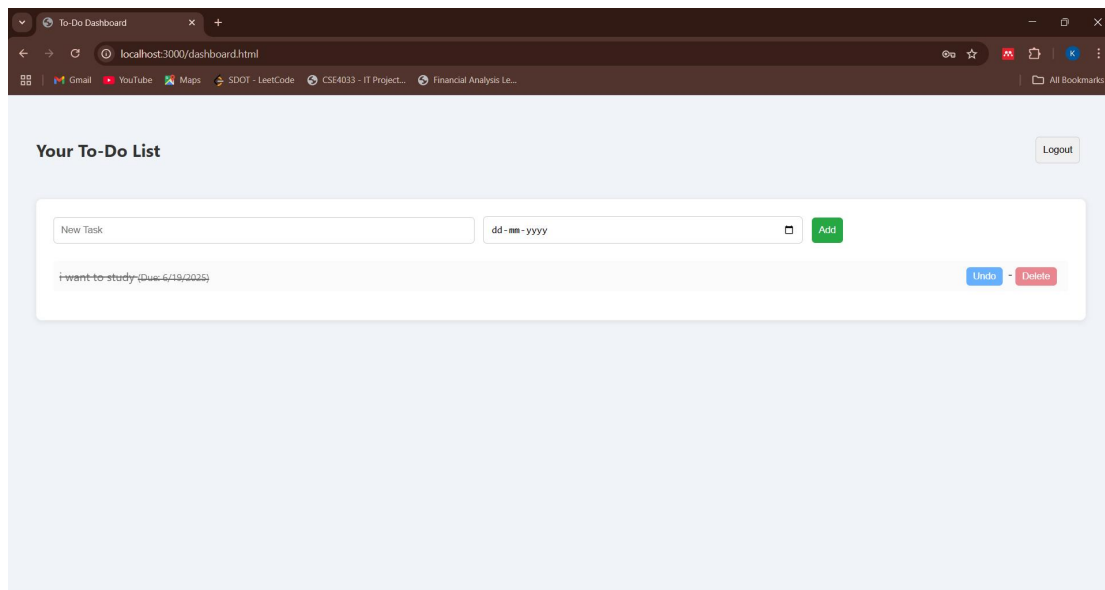 To-Do Dashboard
localhost:3000/dashboard.html
K
Gmail YouTube Maps SDOT - LeetCode CSE4033 - IT Project... Financial Analysis Le... All Bookmarks
Your To-Do List
Logout
New Task dd-mm-yyyy Add
i want to study (Due: 6/19/2025) Undo - Delete